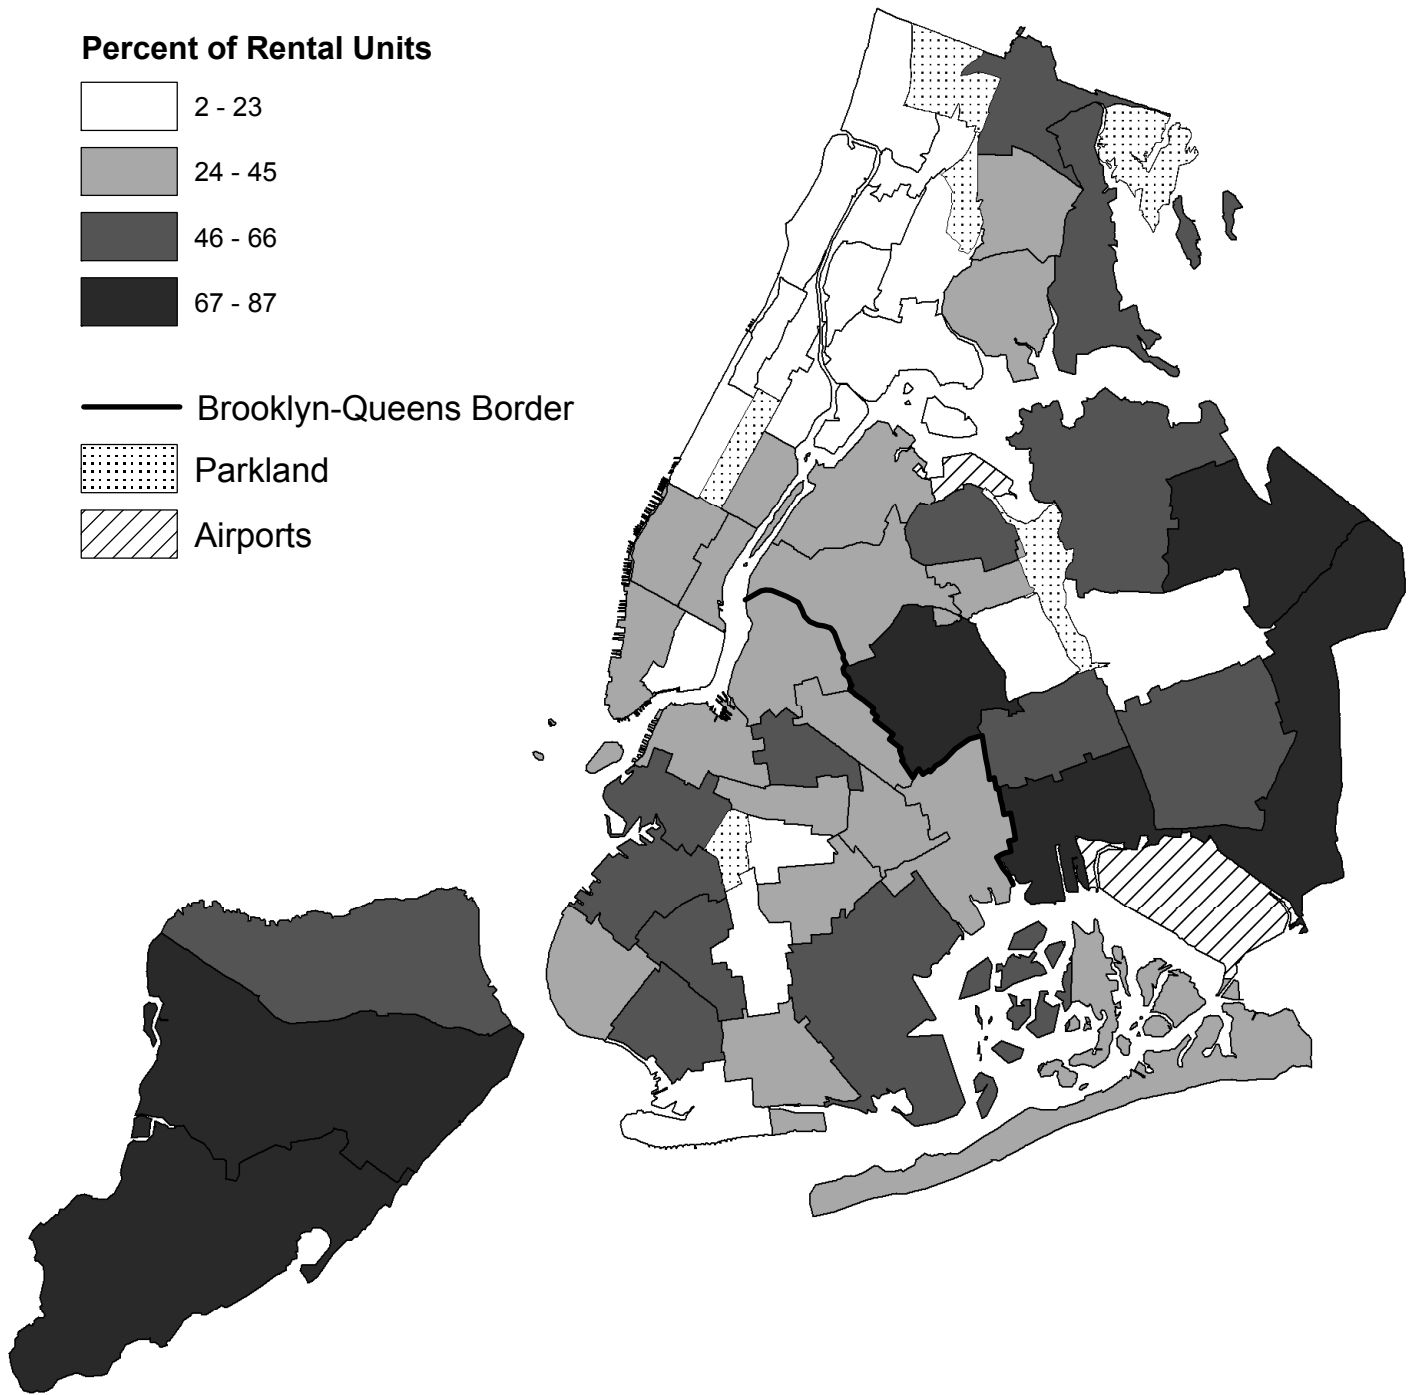 Percent of Rental Units
2 - 23
24 - 45
46 - 66
67 - 87
Brooklyn-Queens Border
Parkland
Airports